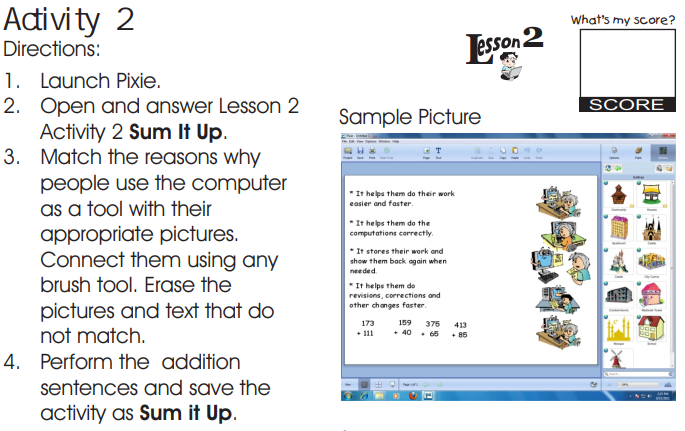 Activity 2
Directions:
1. Launch Pixie.
2. Open and answer Lesson 2
Activity 2 Sum It Up.
3. Match the reasons why
people use the computer
as a tool with their
appropriate pictures.
Connect them using any
brush tool. Erase the
pictures and text that do
not match.
4. Perform the addition
sentences and save the
activity as Sum it Up.
Lesson 2
What's my score?
SCORE
Sample Picture
* It helps them do their work
easier and faster.
* It helps them do the
computations correctly.
* It stores their work and
show them back again when
needed.
* It helps them do
revisions, corrections and
other changes faster.
173 159 375 413
+ 111 + 40 + 65 + 85